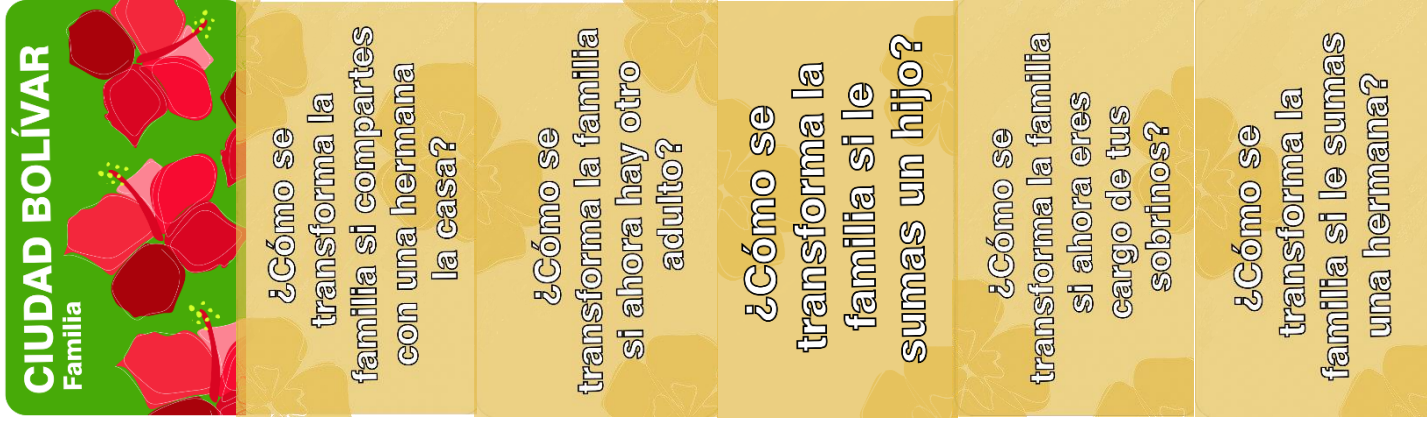 CIUDAD BOLÍVAR
Familia
¿Cómo se
transforma la
familia si compartes
con una hermana
la casa?
¿Cómo se
transforma la familia
si ahora hay otro
adulto?
¿Cómo se
transforma la
familia si le
sumas un hijo?
¿Cómo se
transforma la familia
si ahora eres
cargo de tus
sobrinos?
¿Cómo se
transforma la
familia si le sumas
una hermana?